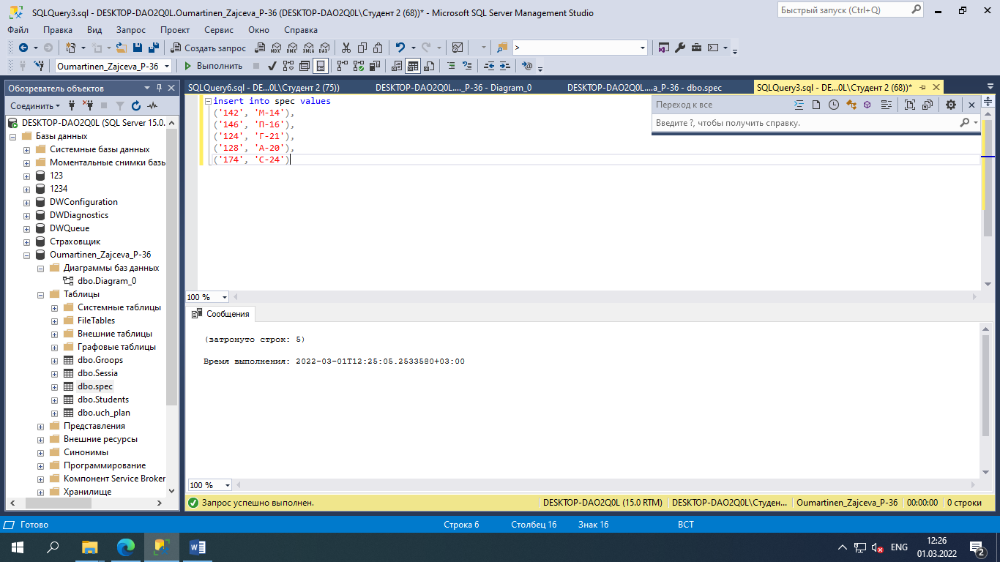 SQLQuery3.sql - DESKTOP-DAO2Q0L.Oumartinen_Zajceva_P-36 (DESKTOP-DAO2Q0L\Студент 2 (68))* - Microsoft SQL Server Management Studio
Быстрый запуск (Ctrl+Q)
Файл Правка Вид Запрос Проект Сервис Окно Справка
Создать запрос MDX DMX XMLA DAX >
Oumartinen_Zajceva_P-36 Выполнить
Обозреватель объектов
SQLQuery6.sql - DE...0L\Студент 2 (75))
DESKTOP-DAO2Q0L...._P-36 - Diagram_0
DESKTOP-DAO2Q0L....a_P-36 - dbo.spec
SQLQuery3.sql - DE...0L\Студент 2 (68))*
Соединить
DESKTOP-DAO2Q0L (SQL Server 15.0.
Базы данных
Системные базы данных
Моментальные снимки базы
123
1234
DWConfiguration
DWDiagnostics
DWQueue
Страховщик
Oumartinen_Zajceva_P-36
Диаграммы баз данных
dbo.Diagram_0
Таблицы
Системные таблицы
FileTables
Внешние таблицы
Графовые таблицы
dbo.Groops
dbo.Sessia
dbo.spec
dbo.Students
dbo.uch_plan
Представления
Внешние ресурсы
Синонимы
Программирование
Компонент Service Broker
Хранилище
insert into spec values
('142', 'М-14'),
('146', 'П-16'),
('124', 'Г-21'),
('128', 'А-20'),
('174', 'С-24')
Переход к все
Введите ?, чтобы получить справку.
100 %
Сообщения
(затронуто строк: 5)
Время выполнения: 2022-03-01T12:25:05.2533580+03:00
100 %
Запрос успешно выполнен.
DESKTOP-DAO2Q0L (15.0 RTM)
DESKTOP-DAO2Q0L\Студен...
Oumartinen_Zajceva_P-36
00:00:00
0 строки
Готово
Строка 6
Столбец 16
Знак 16
ВСТ
ENG
12:26
01.03.2022
2